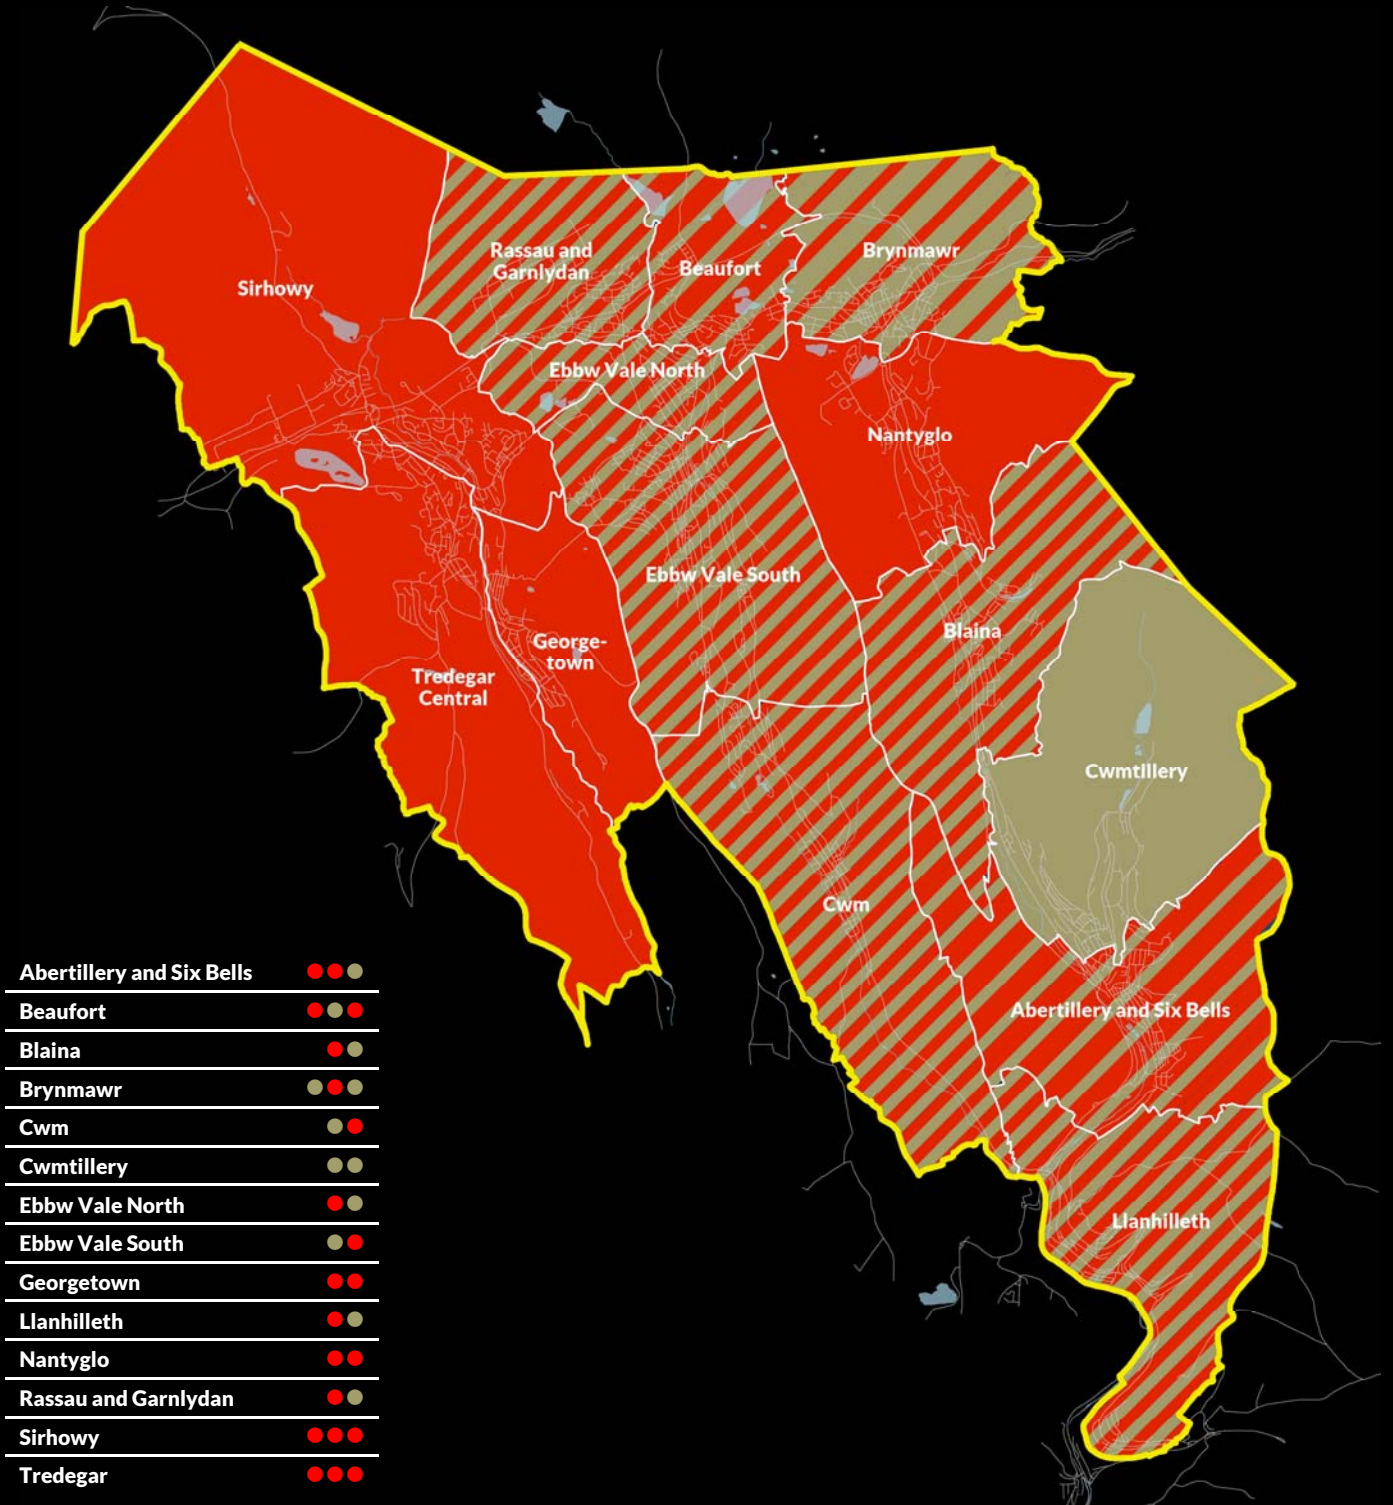 Rassau and
Garnlydan
Beaufort
Brynmawr
Sirhowy
Ebbw Vale North
Nantyglo
Ebbw Vale South
Blaina
George-
town
Tredegar
Central
Cwmtillery
Cwm
Abertillery and Six Bells
Llanhilleth
Abertillery and Six Bells
Beaufort
Blaina
Brynmawr
Cwm
Cwmtillery
Ebbw Vale North
Ebbw Vale South
Georgetown
Llanhilleth
Nantyglo
Rassau and Garnlydan
Sirhowy
Tredegar